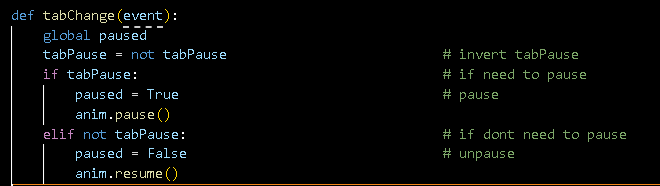 def tabChange(event):
    global paused
    tabPause = not tabPause                           # invert tabPause
    if tabPause:                                      # if need to pause
        paused = True                                 # pause
        anim.pause()
    elif not tabPause:                                # if dont need to pause
        paused = False                                # unpause
        anim.resume()